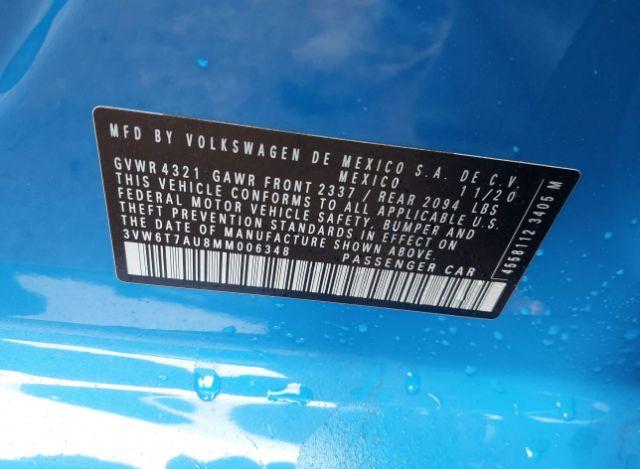 MFD BY VOLKSWAGEN DE MEXICO S.A. DE C.V.
MEXICO 11/20
GVWR 4321 GAWR FRONT 2337 / REAR 2094 LBS
THIS VEHICLE CONFORMS TO ALL APPLICABLE U.S.
FEDERAL MOTOR VEHICLE SAFETY, BUMPER AND
THEFT PREVENTION STANDARDS IN EFFECT ON
THE DATE OF MANUFACTURE SHOWN ABOVE.
3VW6T7AU8MM006348 PASSENGER CAR
4558112 3405 M